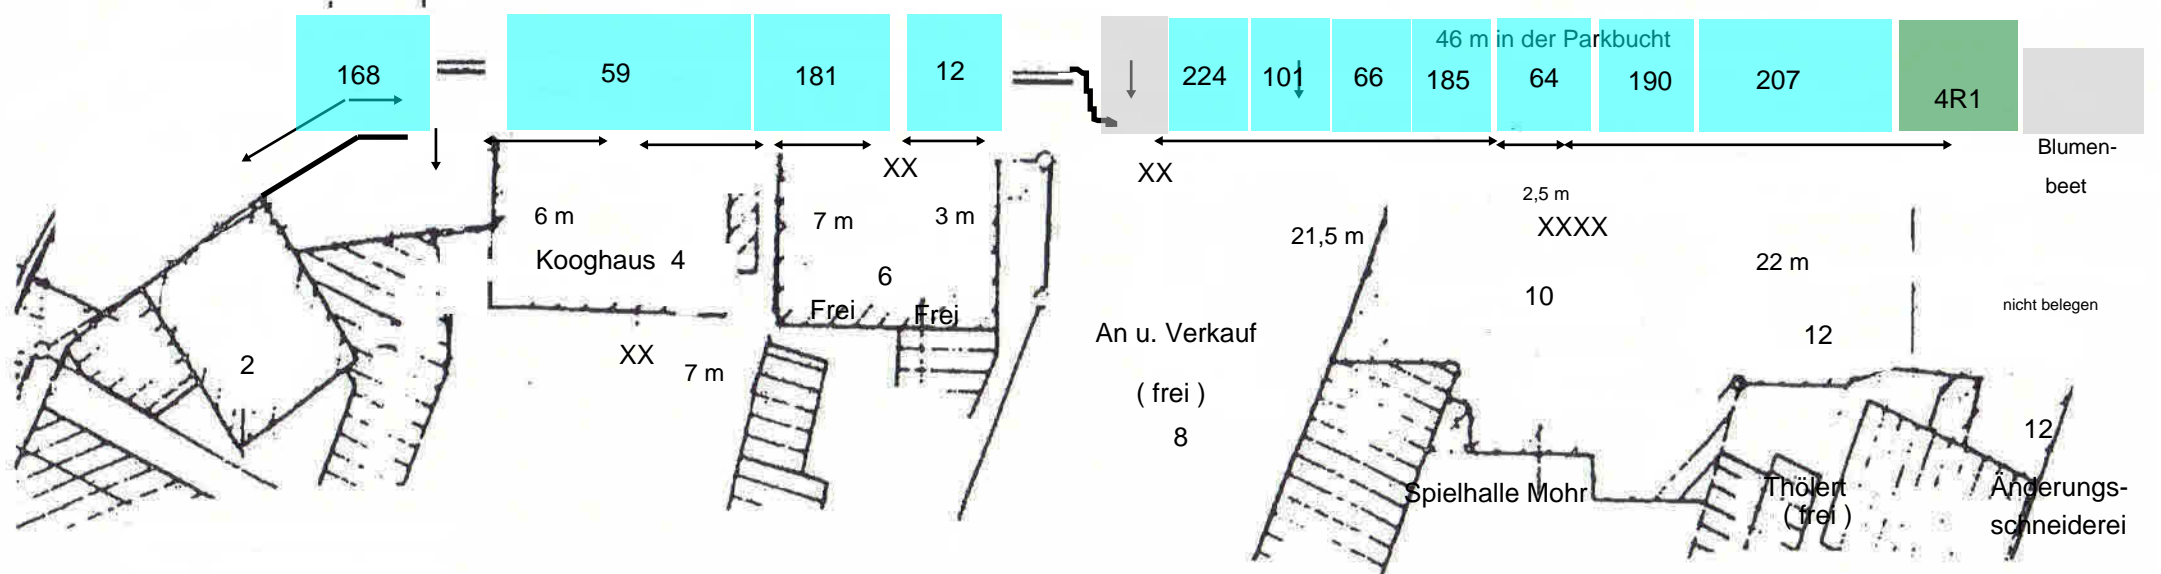 46 m in der Parkbucht
168
59
181
12
224
101
66
185
64
190
207
4R1
Blumen-
beet
XX
XX
6 m
7 m
3 m
2,5 m
XXXX
21,5 m
Kooghaus 4
22 m
6
10
Frei
Frei
nicht belegen
An u. Verkauf
12
XX
7 m
2
( frei )
8
12
Spielhalle Mohr
Thölert
( frei )
Änderungs-
schneiderei